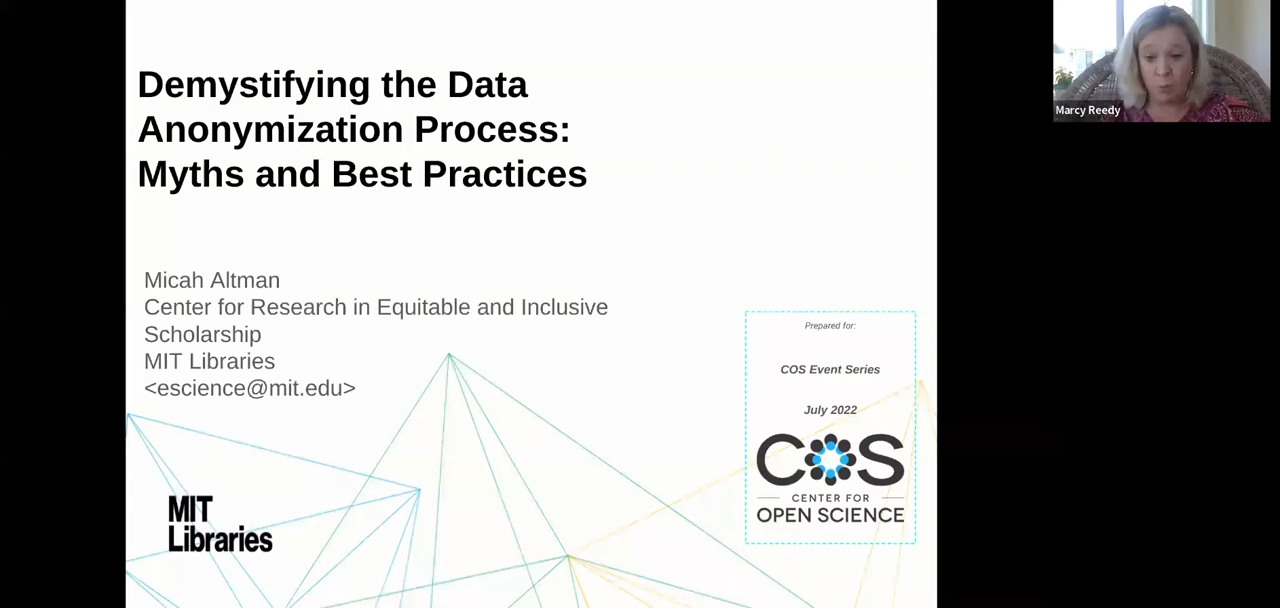 Demystifying the Data
Anonymization Process:
Myths and Best Practices
Micah Altman
Center for Research in Equitable and Inclusive
Scholarship
MIT Libraries
<escience@mit.edu>
Prepared for:
COS Event Series
July 2022
COS
CENTER FOR
OPEN SCIENCE
MIT
Libraries
Marcy Reedy